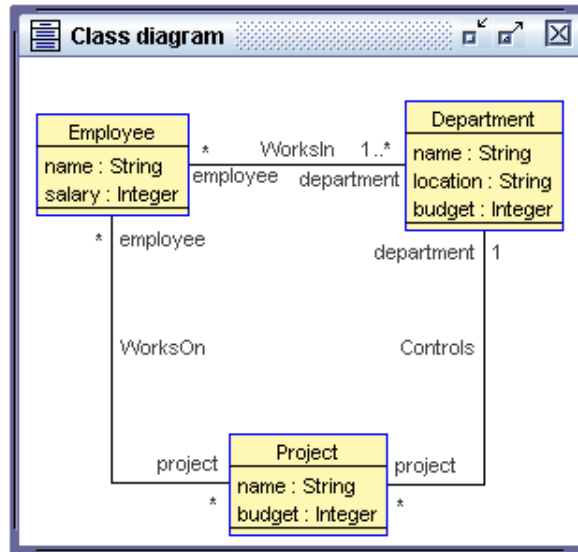 Class diagram
Employee
name : String
salary : Integer
* WorksIn 1..*
employee department
Department
name : String
location : String
budget : Integer
* employee
department 1
WorksOn
Controls
project
*
Project
name : String
budget : Integer
project
*